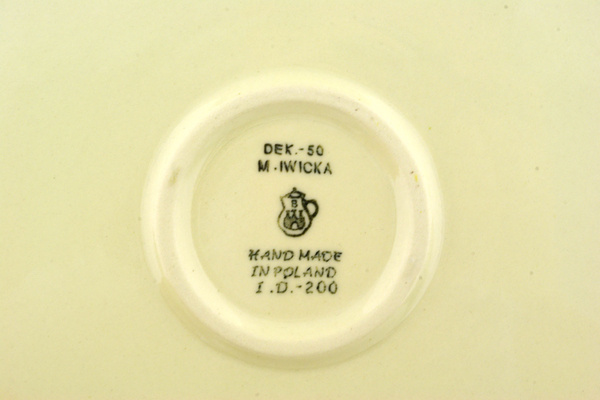 DEK.-50
M.IWICKA
B
HAND MADE
IN POLAND
I.D.-200